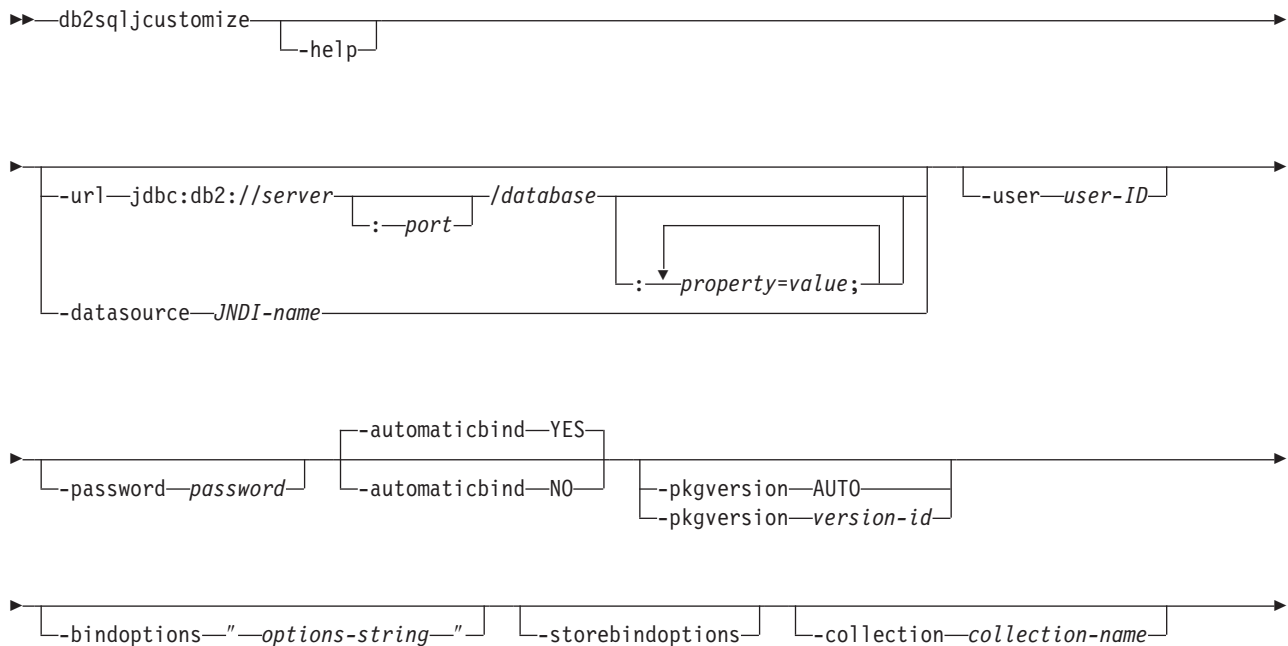 db2sqljcustomize
-help
-url jdbc:db2://server /database -user user-ID
: port
: property=value;
-datasource JNDI-name
-automaticbind YES
-password password -automaticbind NO -pkgversion AUTO
-pkgversion version-id
-bindoptions " options-string " -storebindoptions -collection collection-name